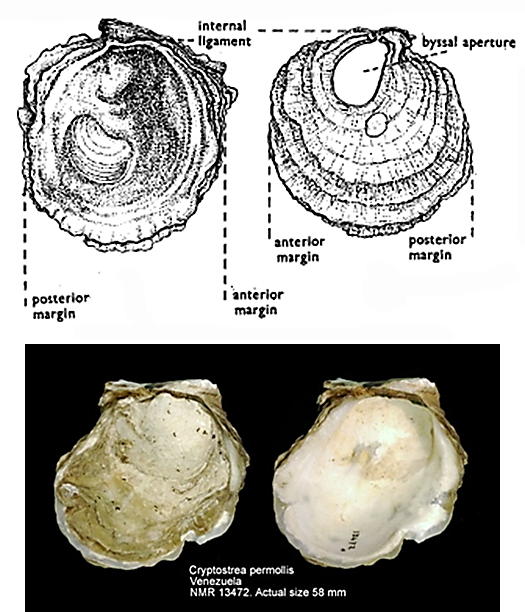 internal
ligament
byssal aperture
anterior
margin
posterior
margin
posterior
margin
anterior
margin
13472
Cryptostrea permollis
Venezuela
NMR 13472. Actual size 58 mm